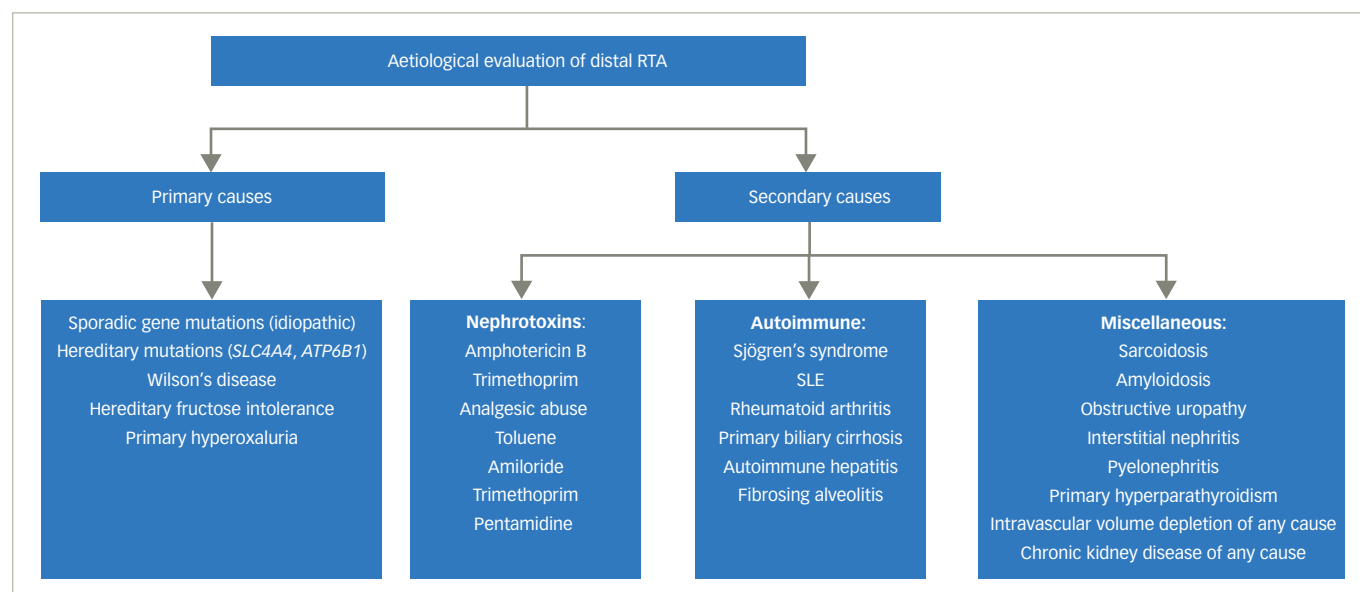 Aetiological evaluation of distal RTA
Primary causes
Secondary causes
Sporadic gene mutations (idiopathic)
Hereditary mutations (SLC4A4, ATP6B1)
Wilson's disease
Hereditary fructose intolerance
Primary hyperoxaluria
Nephrotoxins:
Amphotericin B
Trimethoprim
Analgesic abuse
Toluene
Amiloride
Trimethoprim
Pentamidine
Autoimmune:
Sjögren's syndrome
SLE
Rheumatoid arthritis
Primary biliary cirrhosis
Autoimmune hepatitis
Fibrosing alveolitis
Miscellaneous:
Sarcoidosis
Amyloidosis
Obstructive uropathy
Interstitial nephritis
Pyelonephritis
Primary hyperparathyroidism
Intravascular volume depletion of any cause
Chronic kidney disease of any cause